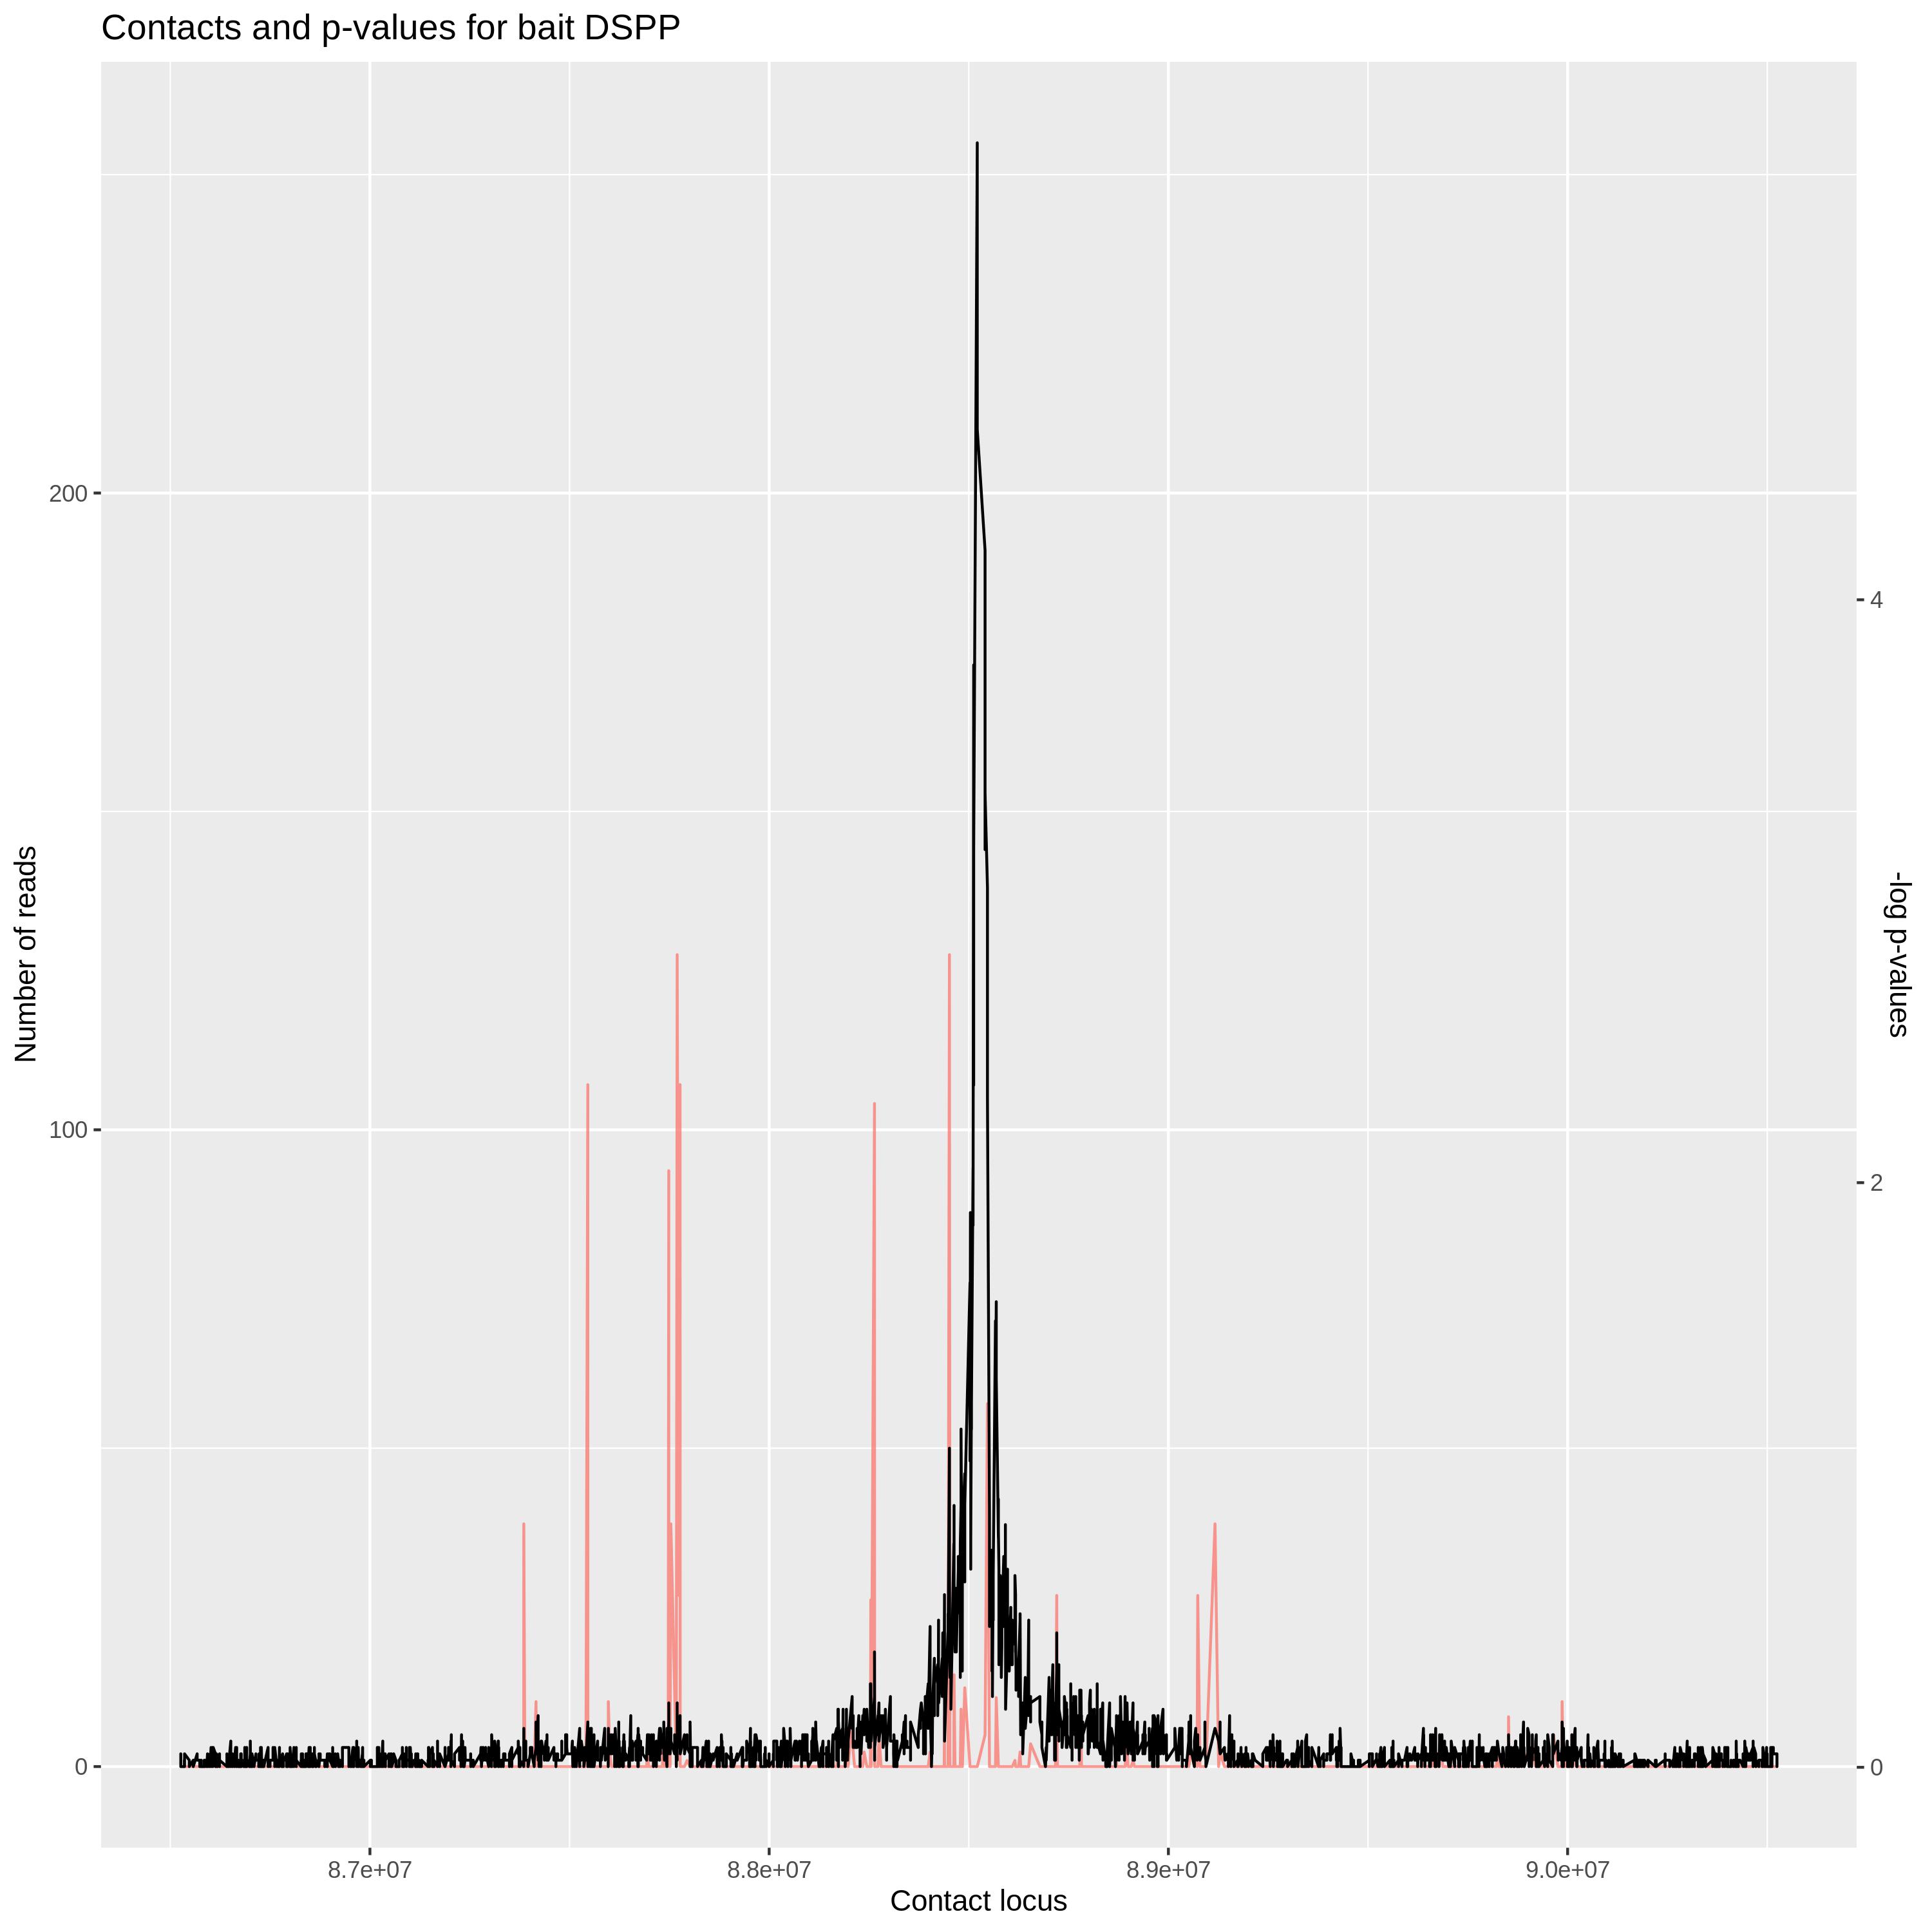 Contacts and p-values for bait DSPP
Number of reads
200
100
0
4
2
0
-log p-values
8.7e+07
8.8e+07
8.9e+07
9.0e+07
Contact locus